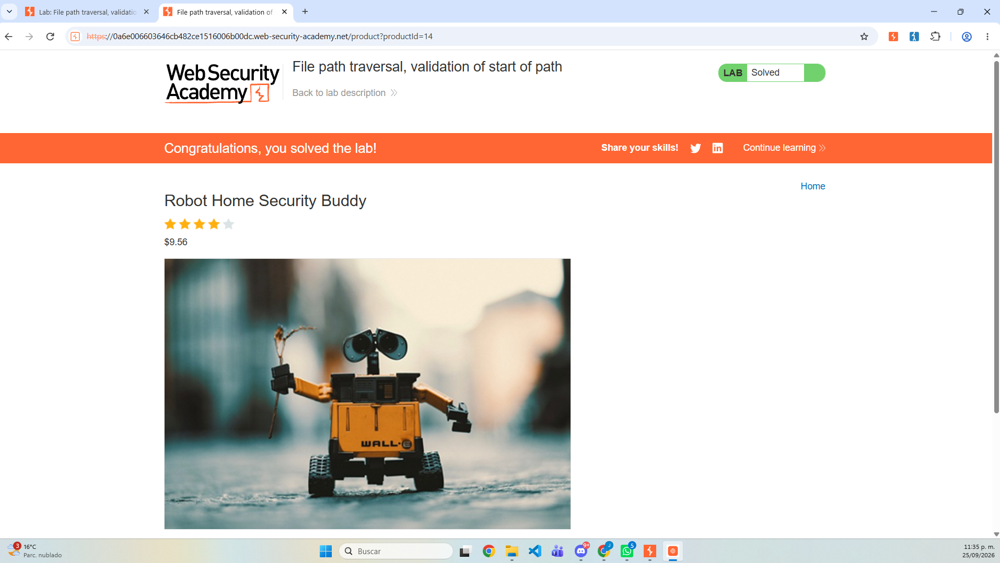 Lab: File path traversal, validatio
File path traversal, validation of
https://0a6e006603646cb482ce1516006b00dc.web-security-academy.net/product?productId=14
Web Security
Academy
File path traversal, validation of start of path
Back to lab description
LAB Solved
Congratulations, you solved the lab!
Share your skills!
Continue learning
Home
Robot Home Security Buddy
$9.56
WALL·E
3
16°C
Parc. nublado
Buscar
9+
J
5
11:35 p. m.
25/09/2026